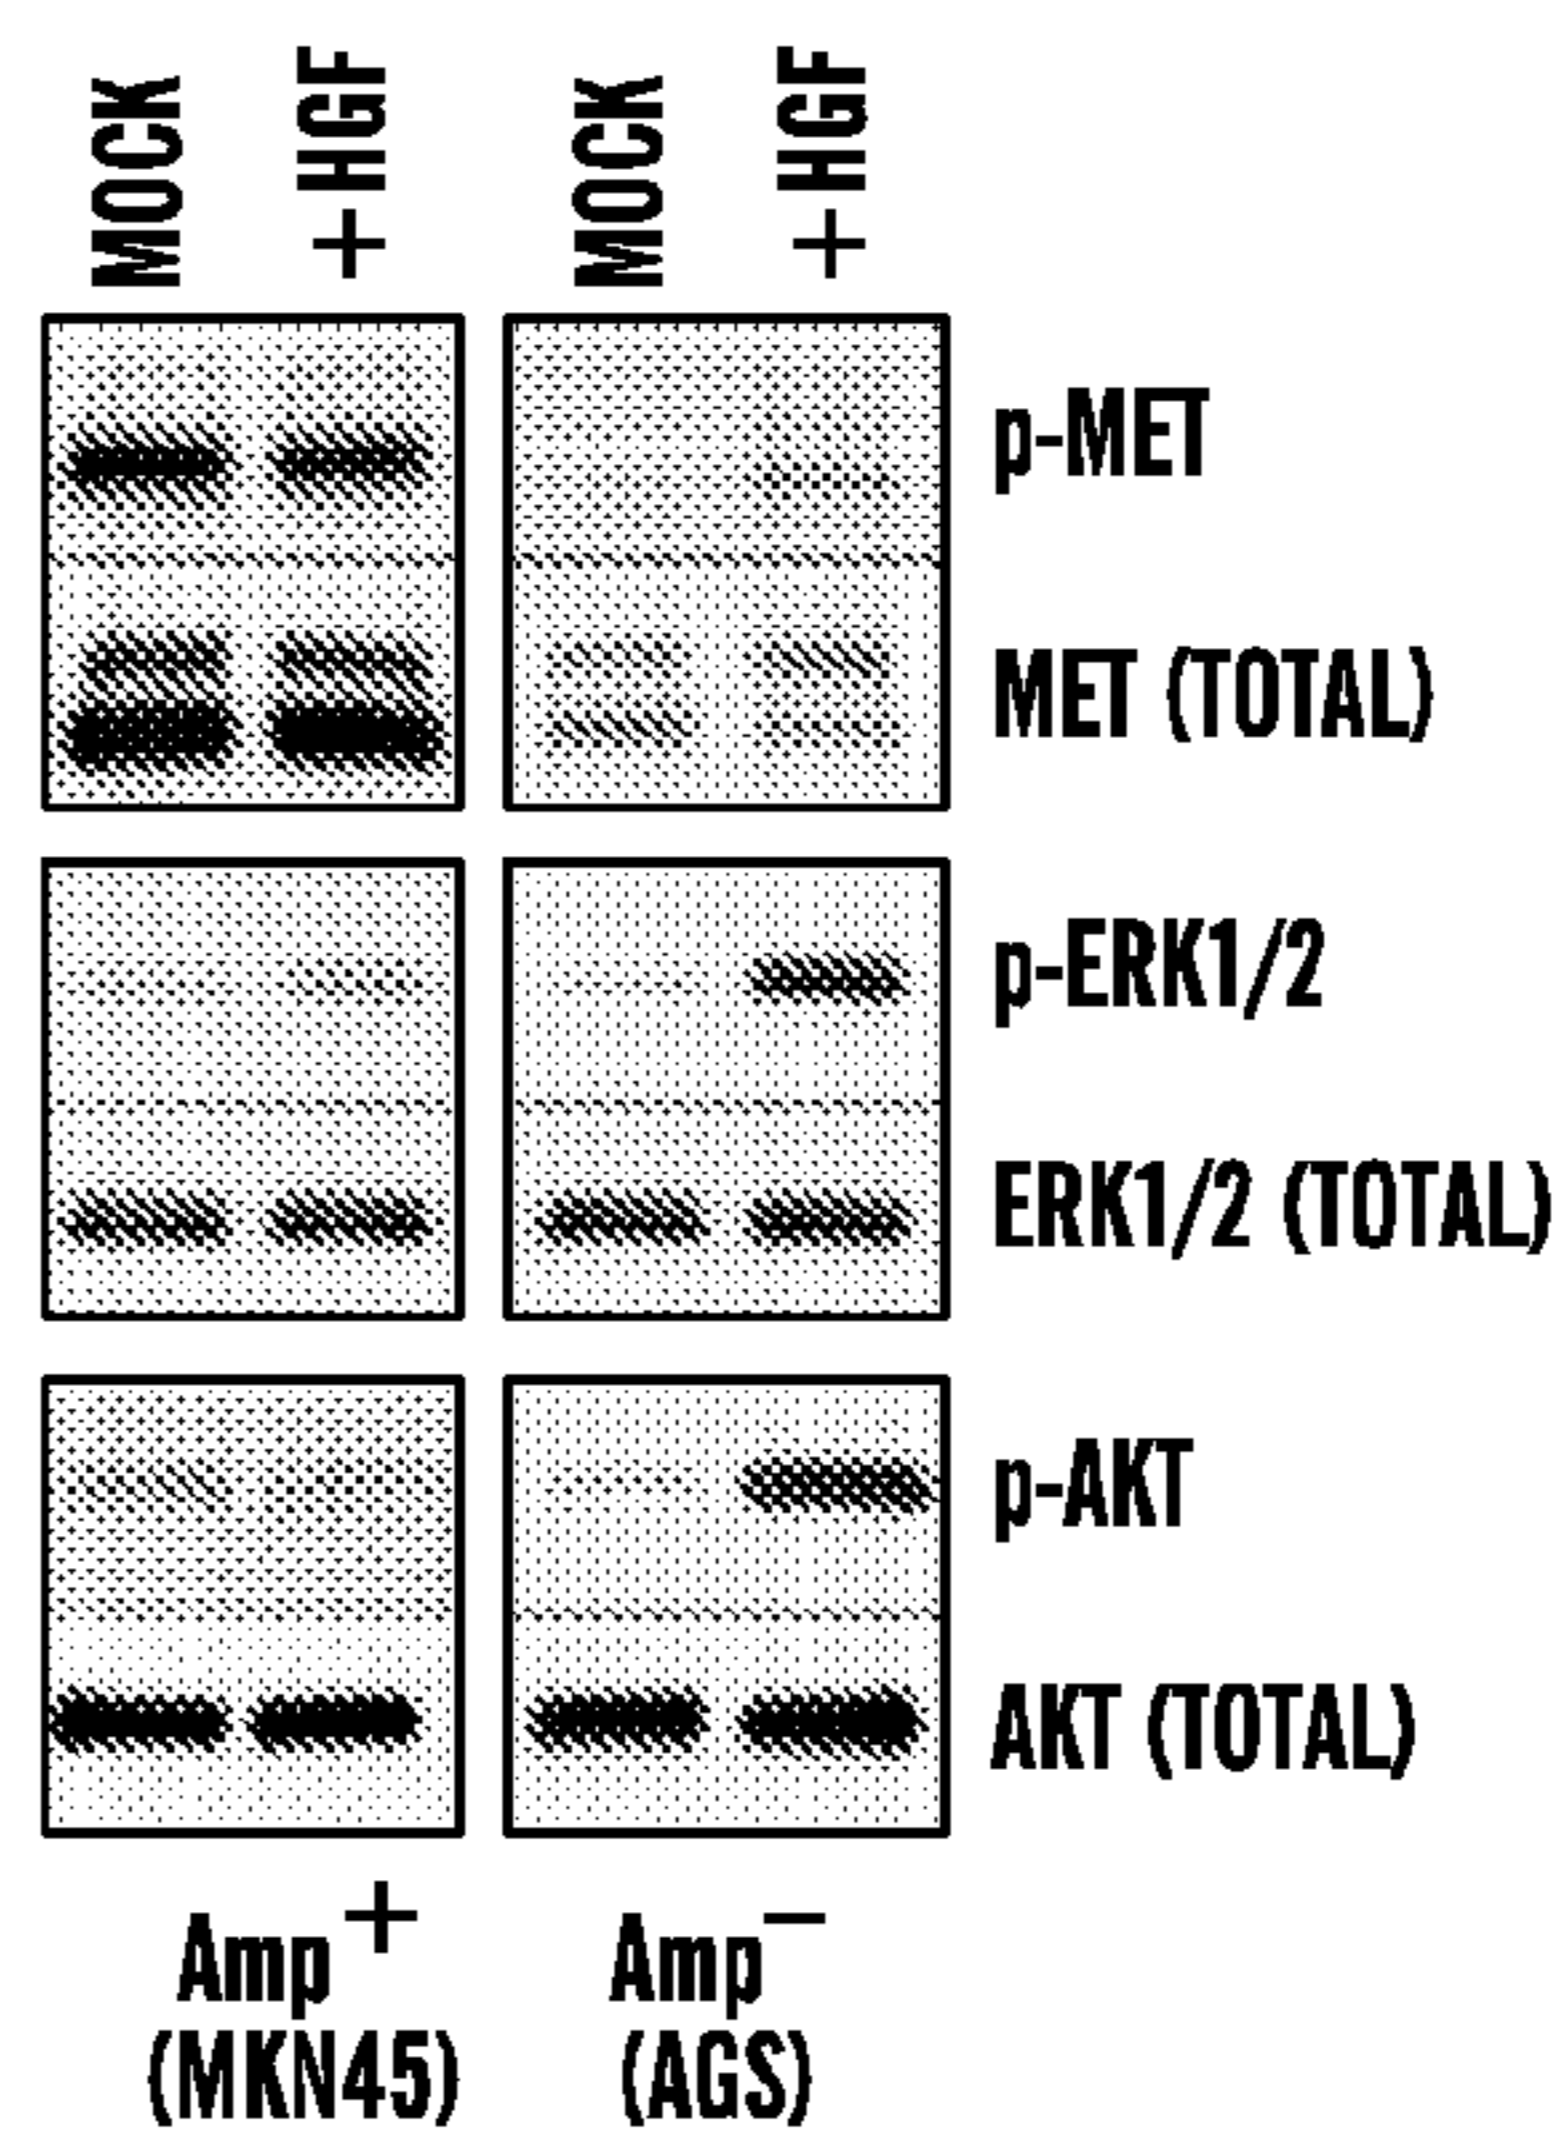 MOCK
+HGF
MOCK
+HGF
p-MET
MET (TOTAL)
p-ERK1/2
ERK1/2 (TOTAL)
p-AKT
AKT (TOTAL)
Amp+
(MKN45)
Amp−
(AGS)